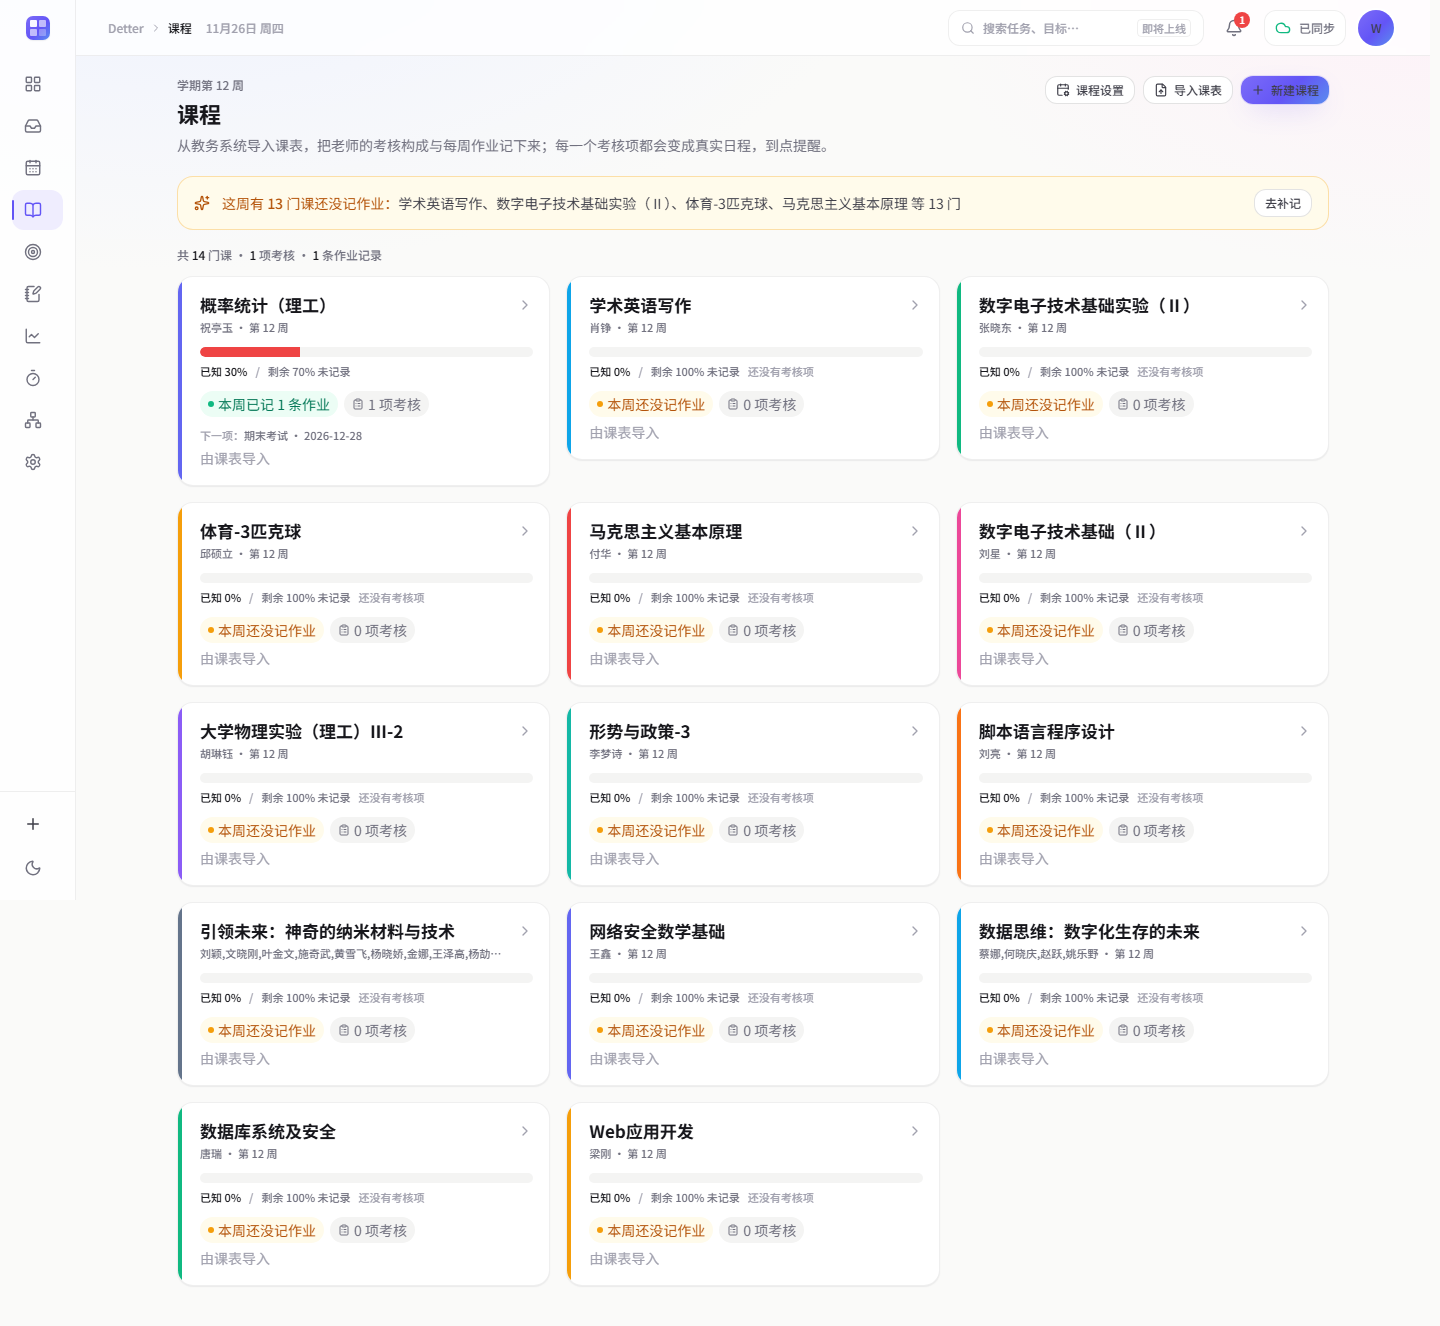 Detter
课程
11月26日 周四
搜索任务、目标…
即将上线
1
已同步
W
学期第 12 周
课程
从教务系统导入课表，把老师的考核构成与每周作业记下来；每一个考核项都会变成真实日程，到点提醒。
课程设置
导入课表
新建课程
这周有 13 门课还没记作业：学术英语写作、数字电子技术基础实验（Ⅱ）、体育-3匹克球、马克思主义基本原理 等 13 门
去补记
共 14 门课 · 1 项考核 · 1 条作业记录
概率统计（理工）
祝亭玉 · 第 12 周
已知 30% / 剩余 70% 未记录
本周已记 1 条作业 1 项考核
下一项：期末考试 · 2026-12-28
由课表导入
学术英语写作
肖铮 · 第 12 周
已知 0% / 剩余 100% 未记录 还没有考核项
本周还没记作业 0 项考核
由课表导入
数字电子技术基础实验（Ⅱ）
张晓东 · 第 12 周
已知 0% / 剩余 100% 未记录 还没有考核项
本周还没记作业 0 项考核
由课表导入
体育-3匹克球
邱硕立 · 第 12 周
已知 0% / 剩余 100% 未记录 还没有考核项
本周还没记作业 0 项考核
由课表导入
马克思主义基本原理
付华 · 第 12 周
已知 0% / 剩余 100% 未记录 还没有考核项
本周还没记作业 0 项考核
由课表导入
数字电子技术基础（Ⅱ）
刘星 · 第 12 周
已知 0% / 剩余 100% 未记录 还没有考核项
本周还没记作业 0 项考核
由课表导入
大学物理实验（理工）III-2
胡琳钰 · 第 12 周
已知 0% / 剩余 100% 未记录 还没有考核项
本周还没记作业 0 项考核
由课表导入
形势与政策-3
李梦诗 · 第 12 周
已知 0% / 剩余 100% 未记录 还没有考核项
本周还没记作业 0 项考核
由课表导入
脚本语言程序设计
刘亮 · 第 12 周
已知 0% / 剩余 100% 未记录 还没有考核项
本周还没记作业 0 项考核
由课表导入
引领未来：神奇的纳米材料与技术
刘颖,文晓刚,叶金文,施奇武,黄雪飞,杨晓娇,金娜,王泽高,杨劼…
已知 0% / 剩余 100% 未记录 还没有考核项
本周还没记作业 0 项考核
由课表导入
网络安全数学基础
王鑫 · 第 12 周
已知 0% / 剩余 100% 未记录 还没有考核项
本周还没记作业 0 项考核
由课表导入
数据思维：数字化生存的未来
蔡娜,何晓庆,赵跃,姚乐野 · 第 12 周
已知 0% / 剩余 100% 未记录 还没有考核项
本周还没记作业 0 项考核
由课表导入
数据库系统及安全
唐瑞 · 第 12 周
已知 0% / 剩余 100% 未记录 还没有考核项
本周还没记作业 0 项考核
由课表导入
Web应用开发
梁刚 · 第 12 周
已知 0% / 剩余 100% 未记录 还没有考核项
本周还没记作业 0 项考核
由课表导入